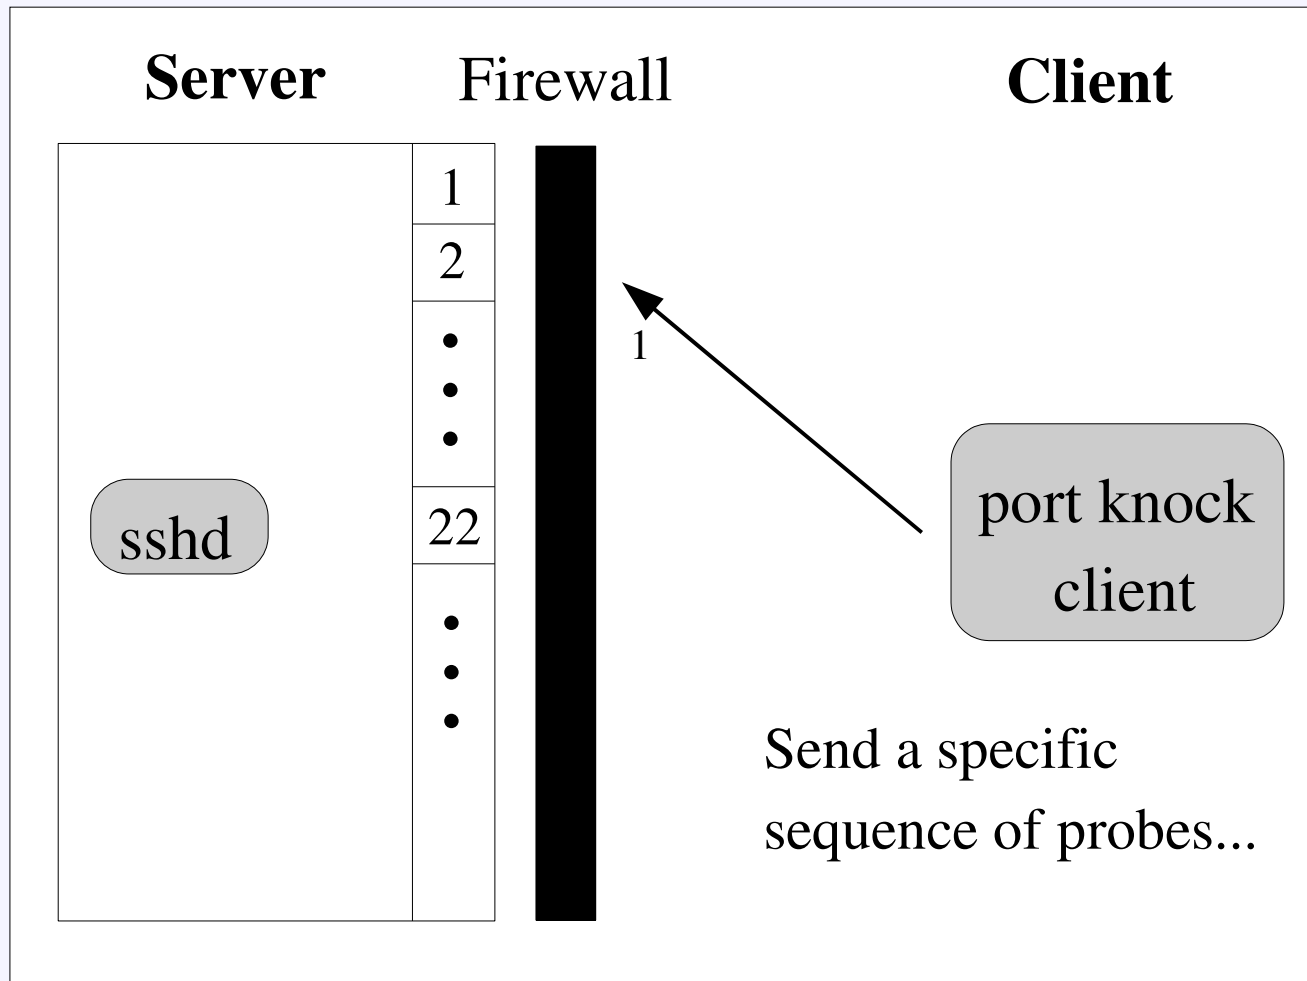 Server
Firewall
Client
1
2
1
22
sshd
port knock
client
Send a specific
sequence of probes...